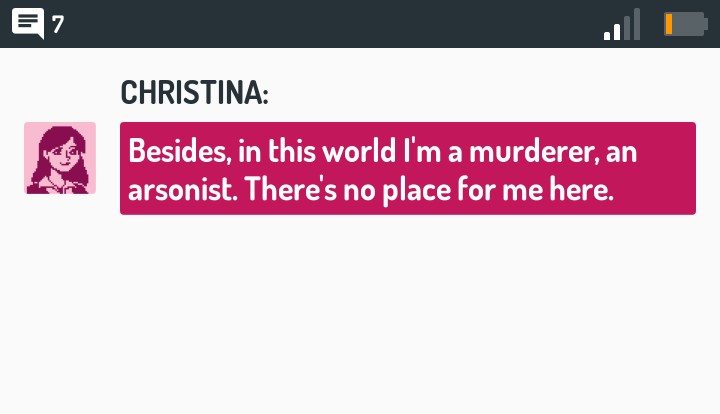 7
CHRISTINA:
Besides, in this world I'm a murderer, an
arsonist. There's no place for me here.